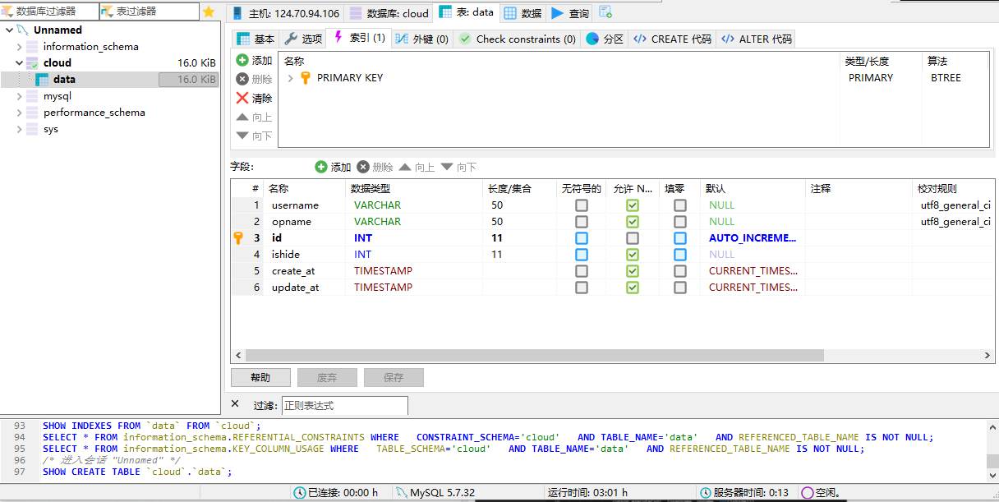 数据库过滤器 表过滤器
主机: 124.70.94.106 数据库: cloud 表: data 数据 查询
Unnamed
information_schema
cloud 16.0 KiB
data 16.0 KiB
mysql
performance_schema
sys
基本 选项 索引 (1) 外键 (0) Check constraints (0) 分区 CREATE 代码 ALTER 代码
添加
删除
清除
向上
向下
名称 类型/长度 算法
PRIMARY KEY PRIMARY BTREE
字段: 添加 删除 向上 向下
# 名称 数据类型 长度/集合 无符号的 允许 N... 填零 默认 注释 校对规则
1 username VARCHAR 50 NULL utf8_general_ci
2 opname VARCHAR 50 NULL utf8_general_ci
3 id INT 11 AUTO_INCREME...
4 ishide INT 11 NULL
5 create_at TIMESTAMP CURRENT_TIMES...
6 update_at TIMESTAMP CURRENT_TIMES...
帮助 废弃 保存
过滤: 正则表达式
93 SHOW INDEXES FROM `data` FROM `cloud`;
94 SELECT * FROM information_schema.REFERENTIAL_CONSTRAINTS WHERE CONSTRAINT_SCHEMA='cloud' AND TABLE_NAME='data' AND REFERENCED_TABLE_NAME IS NOT NULL;
95 SELECT * FROM information_schema.KEY_COLUMN_USAGE WHERE TABLE_SCHEMA='cloud' AND TABLE_NAME='data' AND REFERENCED_TABLE_NAME IS NOT NULL;
96 /* 进入会话 "Unnamed" */
97 SHOW CREATE TABLE `cloud`.`data`;
已连接: 00:00 h MySQL 5.7.32 运行时间: 03:01 h 服务器时间: 0:13 空闲。